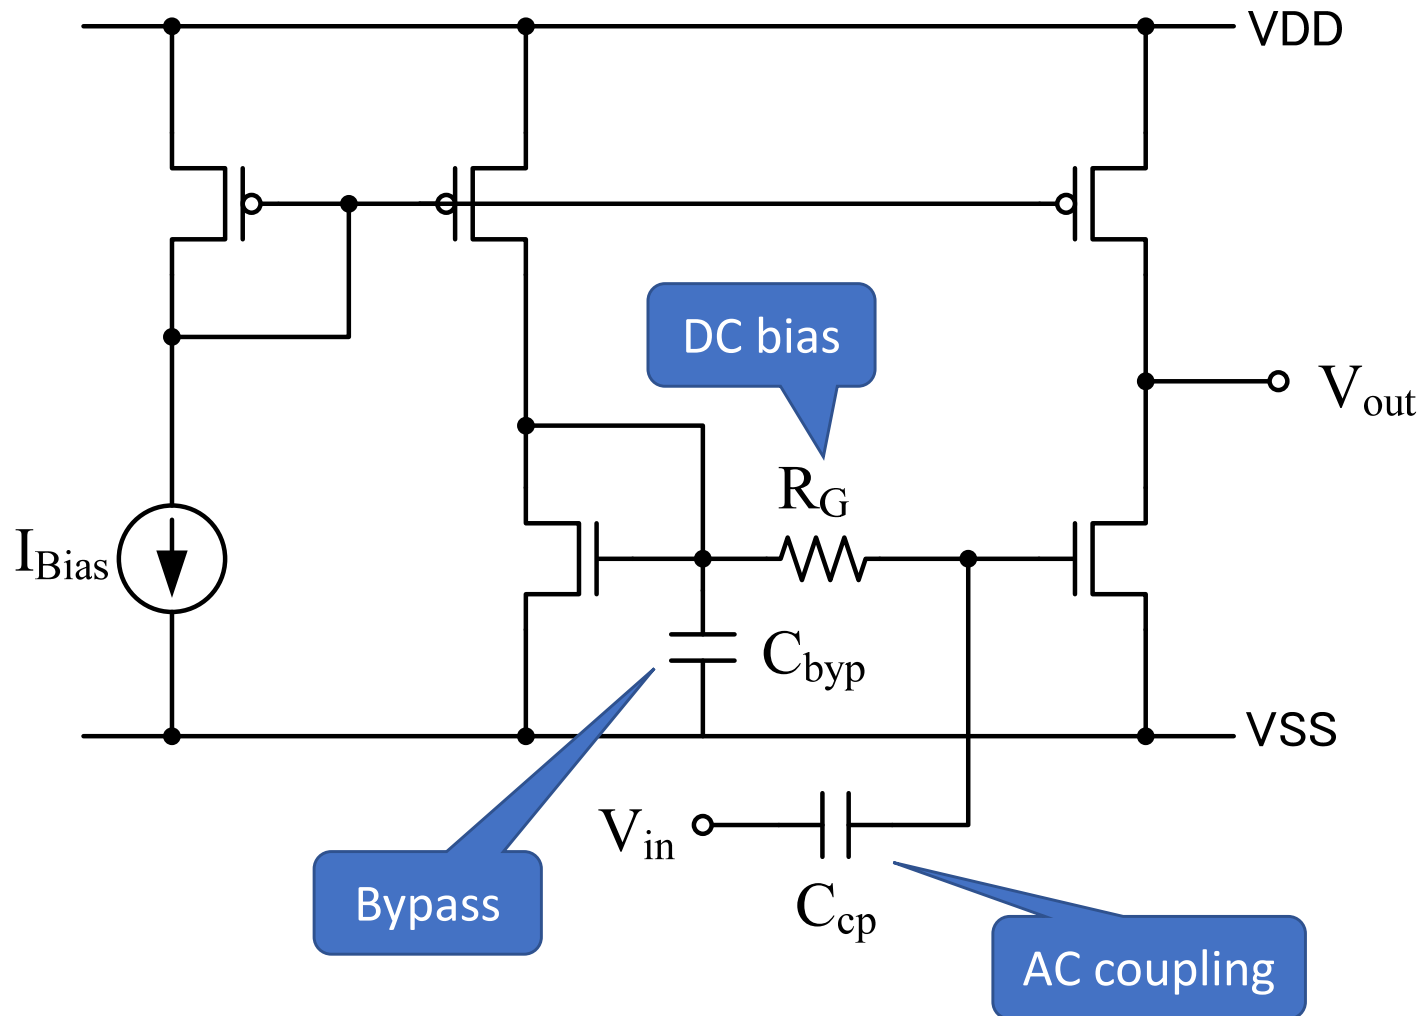 VDD
DC bias
Vout
RG
IBias
Cbyp
VSS
Vin
Bypass
Ccp
AC coupling